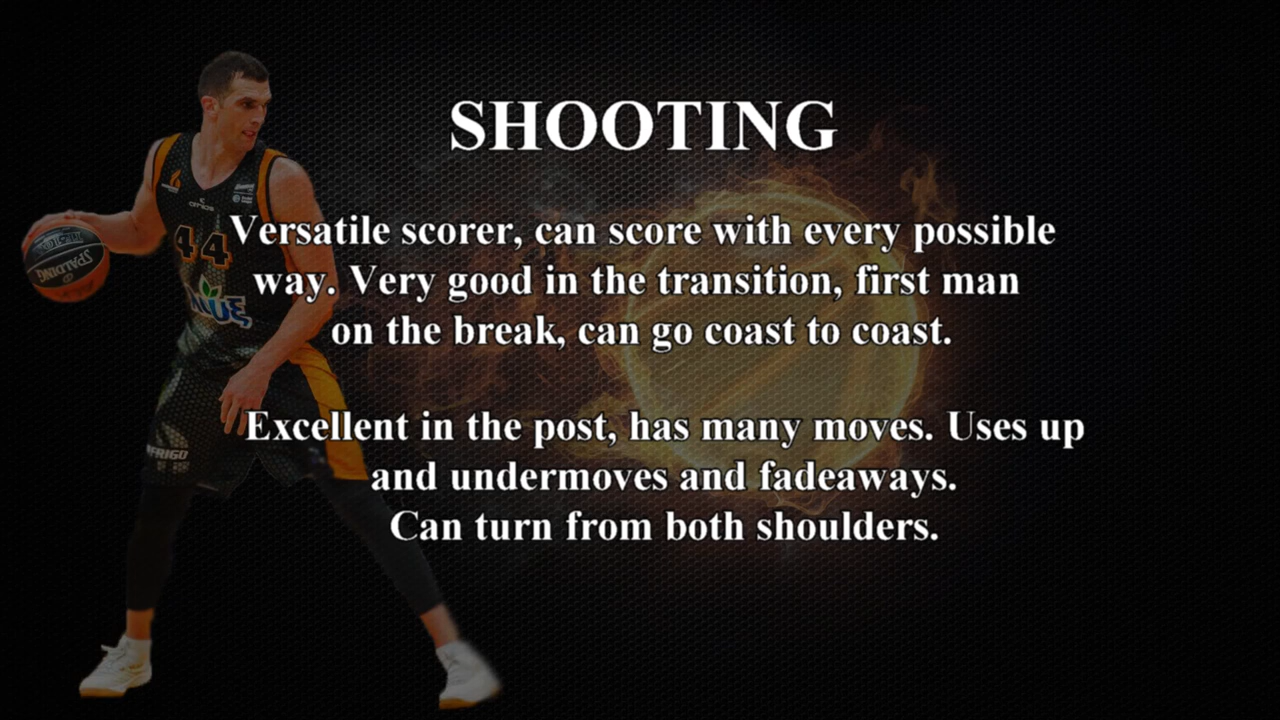 SHOOTING
Versatile scorer, can score with every possible
way. Very good in the transition, first man
on the break, can go coast to coast.
Excellent in the post, has many moves. Uses up
and undermoves and fadeaways.
Can turn from both shoulders.
44
SPALDING